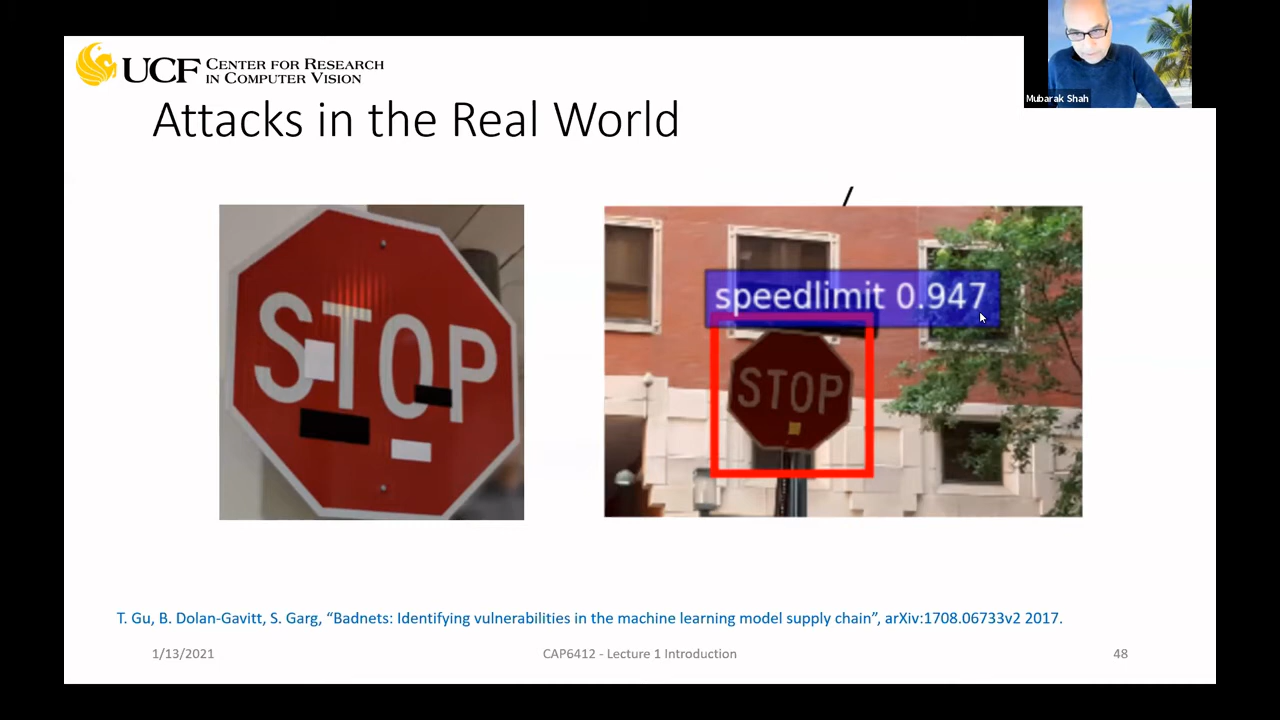 UCF CENTER FOR RESEARCH
IN COMPUTER VISION
Mubarak Shah
Attacks in the Real World
/
STOP
speedlimit 0.947
STOP
T. Gu, B. Dolan-Gavitt, S. Garg, “Badnets: Identifying vulnerabilities in the machine learning model supply chain”, arXiv:1708.06733v2 2017.
1/13/2021
CAP6412 - Lecture 1 Introduction
48